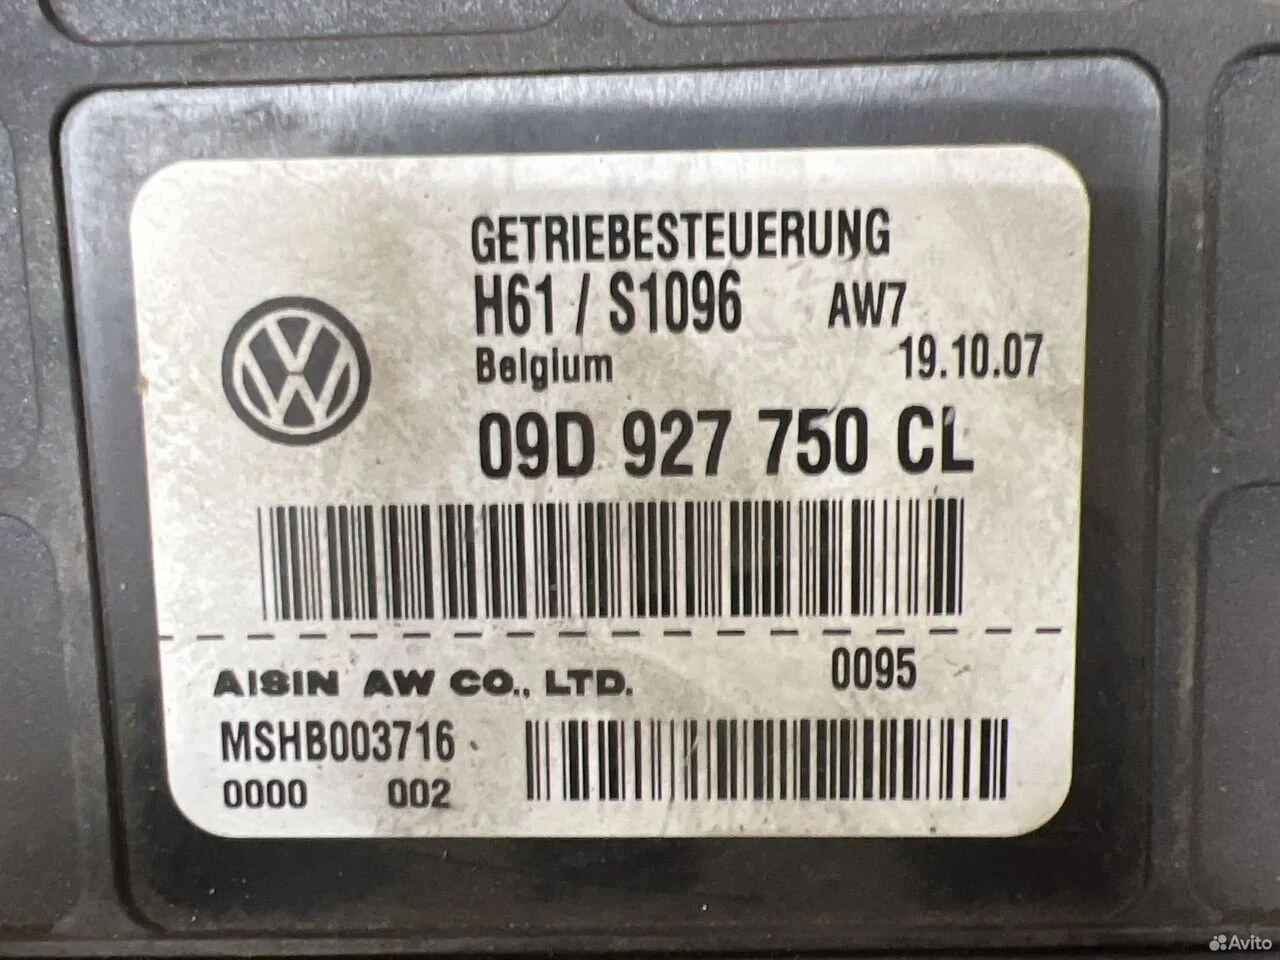 GETRIEBESTEUERUNG
H61 / S1096 AW7
Belgium 19.10.07
09D 927 750 CL
AISIN AW CO., LTD. 0095
MSHB003716
0000 002
Avito